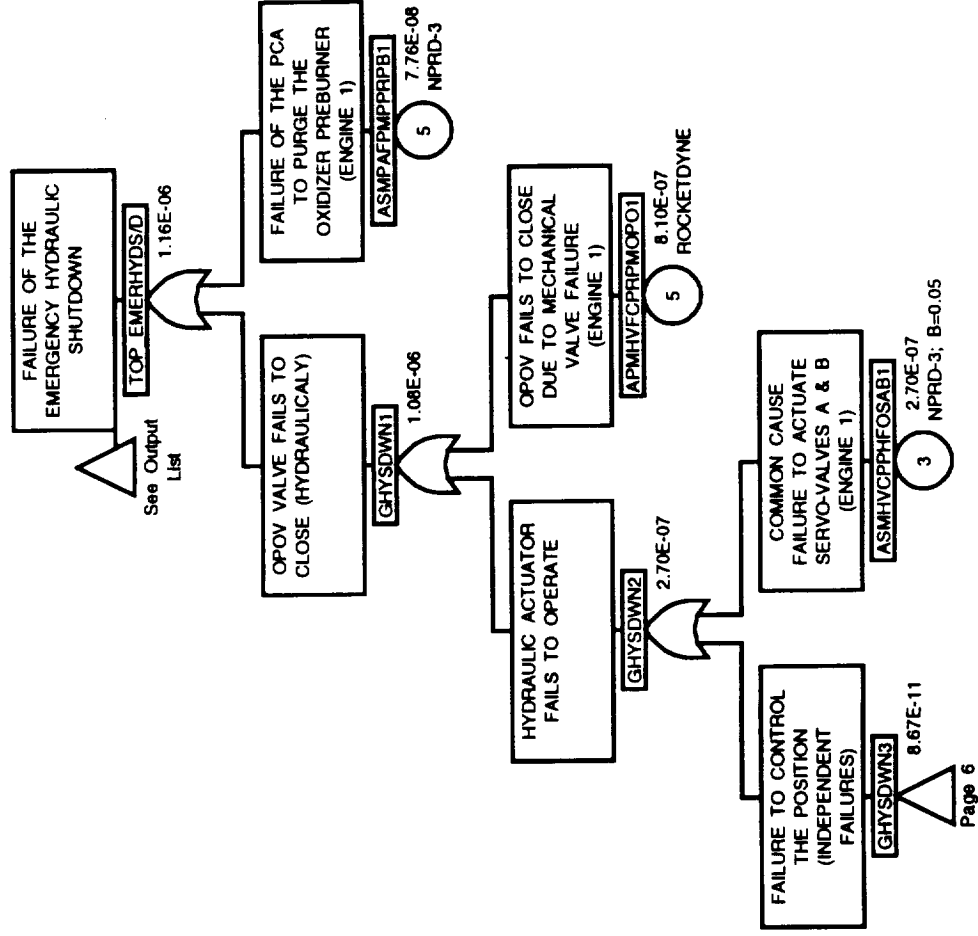 FAILURE OF THE
EMERGENCY HYDRAULIC
SHUTDOWN
TOP EMERHYDS/D
1.16E-06
See Output
List
OPOV VALVE FAILS TO
CLOSE (HYDRAULICALY)
GHYSDWN1
1.08E-06
FAILURE OF THE PCA
TO PURGE THE
OXIDIZER PREBURNER
(ENGINE 1)
ASMPAFPMPPRPB1
5
7.76E-08
NPRD-3
HYDRAULIC ACTUATOR
FAILS TO OPERATE
GHYSDWN2
2.70E-07
OPOV FAILS TO CLOSE
DUE TO MECHANICAL
VALVE FAILURE
(ENGINE 1)
APMHVFCPRPMOPO1
5
8.10E-07
ROCKETDYNE
FAILURE TO CONTROL
THE POSITION
(INDEPENDENT
FAILURES)
GHYSDWN3
8.67E-11
Page 6
COMMON CAUSE
FAILURE TO ACTUATE
SERVO-VALVES A & B
(ENGINE 1)
ASMHVCPPHFOSAB1
3
2.70E-07
NPRD-3; B=0.05